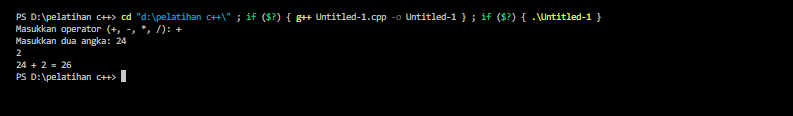 PS D:\pelatihan c++> cd "d:\pelatihan c++\" ; if ($?) { g++ Untitled-1.cpp -o Untitled-1 } ; if ($?) { .\Untitled-1 }
Masukkan operator (+, -, *, /): +
Masukkan dua angka: 24
2
24 + 2 = 26
PS D:\pelatihan c++>